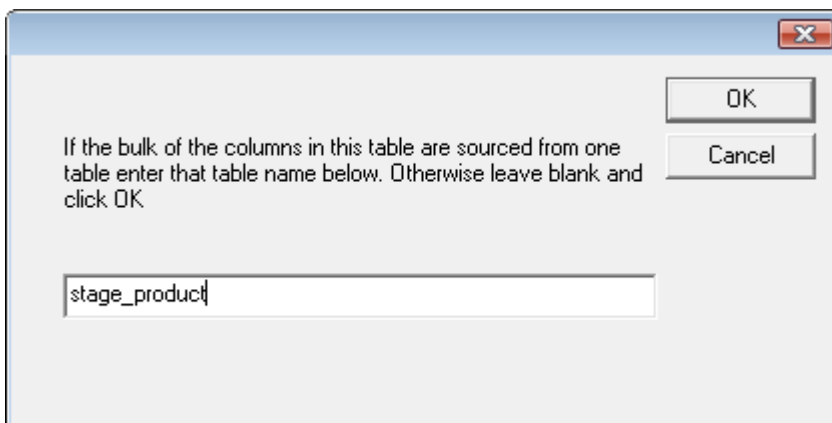 OK
If the bulk of the columns in this table are sourced from one
table enter that table name below. Otherwise leave blank and
click OK
Cancel
stage_product